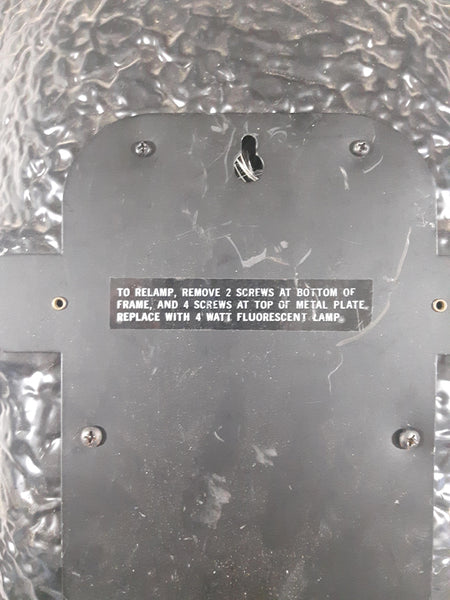 TO RELAMP, REMOVE 2 SCREWS AT BOTTOM OF
FRAME, AND 4 SCREWS AT TOP OF METAL PLATE.
REPLACE WITH 4 WATT FLUORESCENT LAMP.